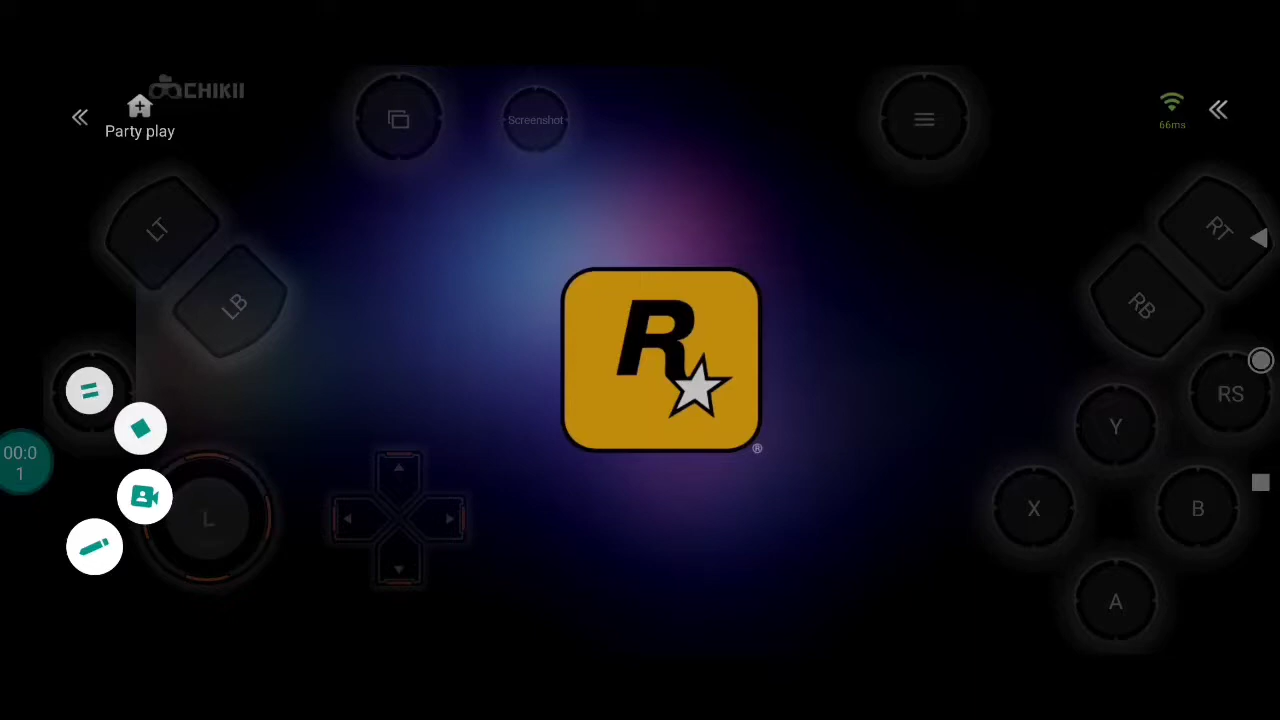 CHIKII
Party play
Screenshot
66ms
LT
RT
LB
RB
RS
Y
00:0
1
X
B
L
A
R
®